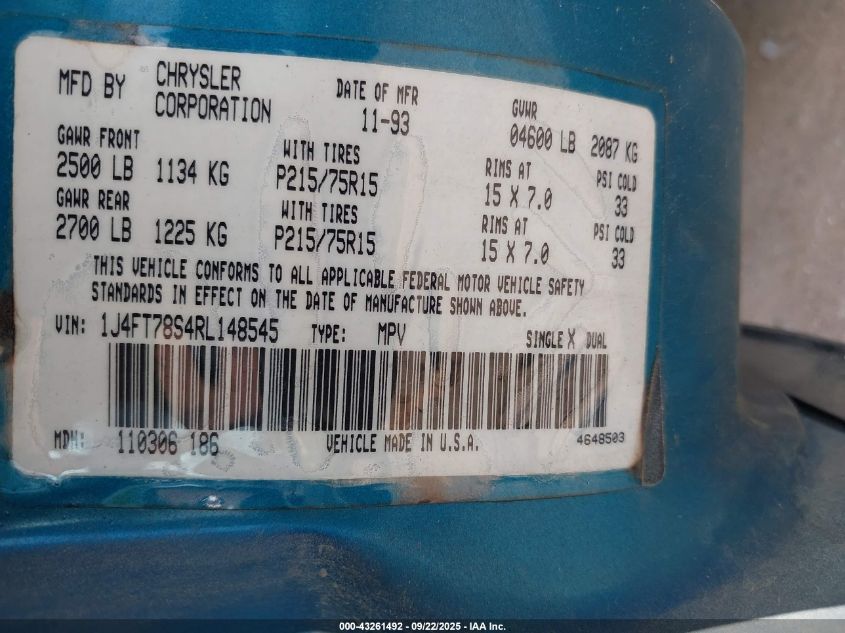 MFD BY CHRYSLER CORPORATION DATE OF MFR 11-93 GVWR 04600 LB 2087 KG
GAWR FRONT WITH TIRES RIMS AT PSI COLD
2500 LB 1134 KG P215/75R15 15 X 7.0 33
GAWR REAR WITH TIRES RIMS AT PSI COLD
2700 LB 1225 KG P215/75R15 15 X 7.0 33
THIS VEHICLE CONFORMS TO ALL APPLICABLE FEDERAL MOTOR VEHICLE SAFETY
STANDARDS IN EFFECT ON THE DATE OF MANUFACTURE SHOWN ABOVE.
VIN: 1J4FT78S4RL148545 TYPE: MPV SINGLE X DUAL
MDH: 110306 186 VEHICLE MADE IN U.S.A. 4648503
000-43261492 - 09/22/2025 - IAA Inc.